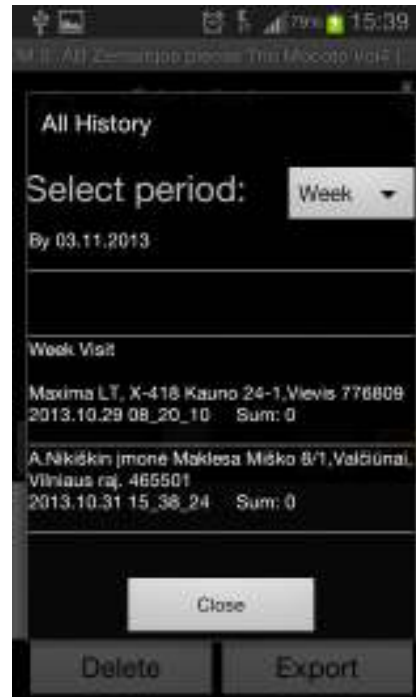 15:39
All History
Select period:
Week
By 03.11.2013
Week Visit
Maxima LT, X-418 Kauno 24-1,Vievis 776809
2013.10.29 08_20_10 Sum: 0
A.Nikiškin įmonė Maklesa Miško 8/1,Valčiūnai,
Vilniaus raj. 465501
2013.10.31 15_38_24 Sum: 0
Close
Delete
Export